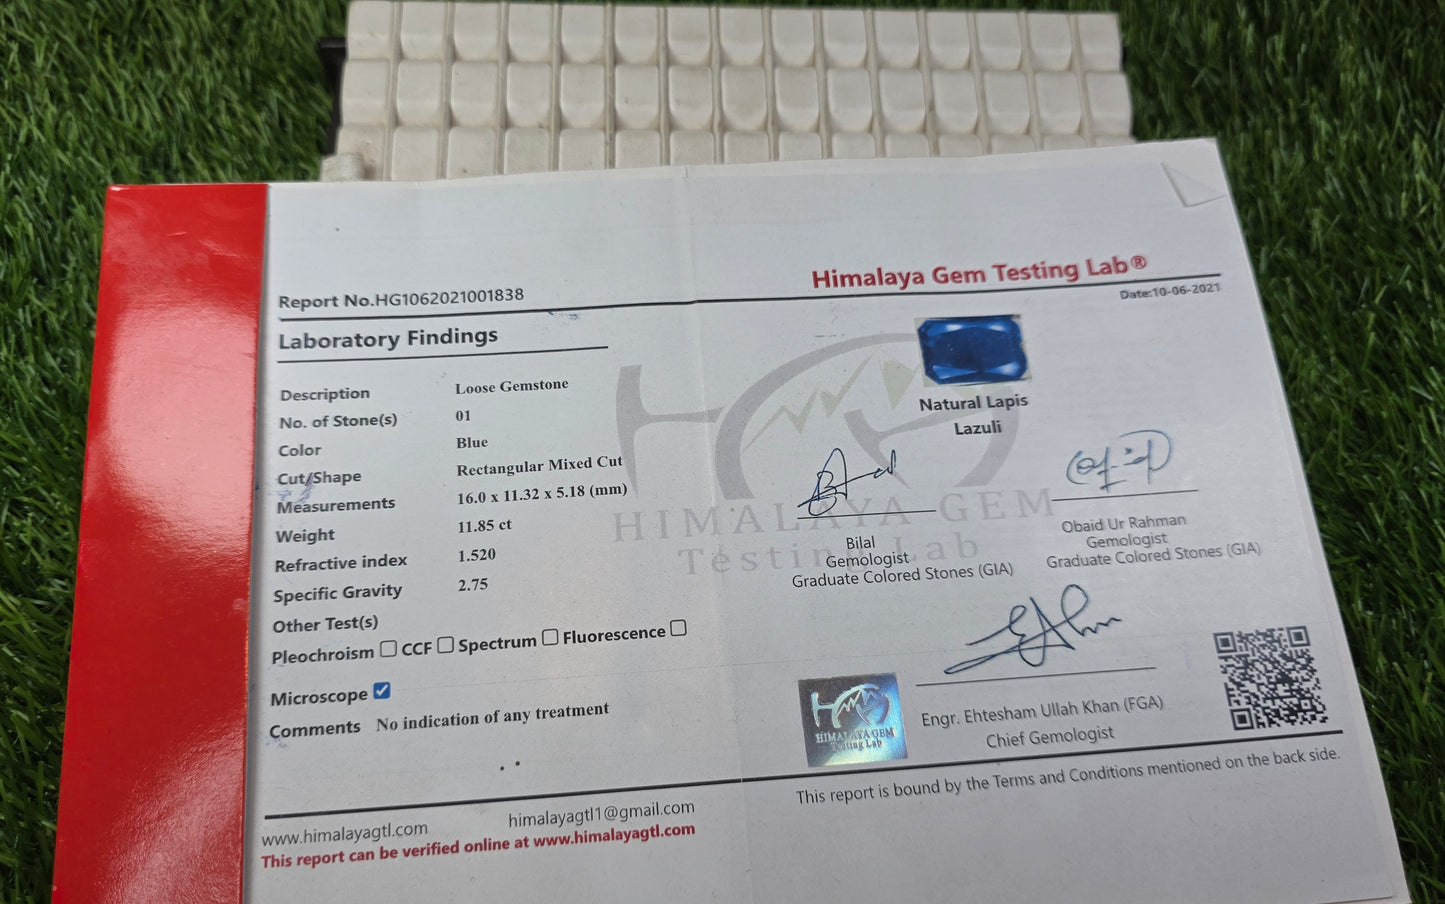 Himalaya Gem Testing Lab®
Report No.HG1062021001838
Date:10-06-2021
Laboratory Findings
Description Loose Gemstone
No. of Stone(s) 01
Color Blue
Cut/Shape Rectangular Mixed Cut
Measurements 16.0 x 11.32 x 5.18 (mm)
Weight 11.85 ct
Refractive index 1.520
Specific Gravity 2.75
Other Test(s)
Pleochroism CCF Spectrum Fluorescence
Microscope
Comments No indication of any treatment
Natural Lapis
Lazuli
HIMALAYA GEM
Testing Lab
Bilal
Gemologist
Graduate Colored Stones (GIA)
Obaid Ur Rahman
Gemologist
Graduate Colored Stones (GIA)
HIMALAYA GEM
Testing Lab
Engr. Ehtesham Ullah Khan (FGA)
Chief Gemologist
www.himalayagtl.com himalayagtl1@gmail.com
This report can be verified online at www.himalayagtl.com
This report is bound by the Terms and Conditions mentioned on the back side.